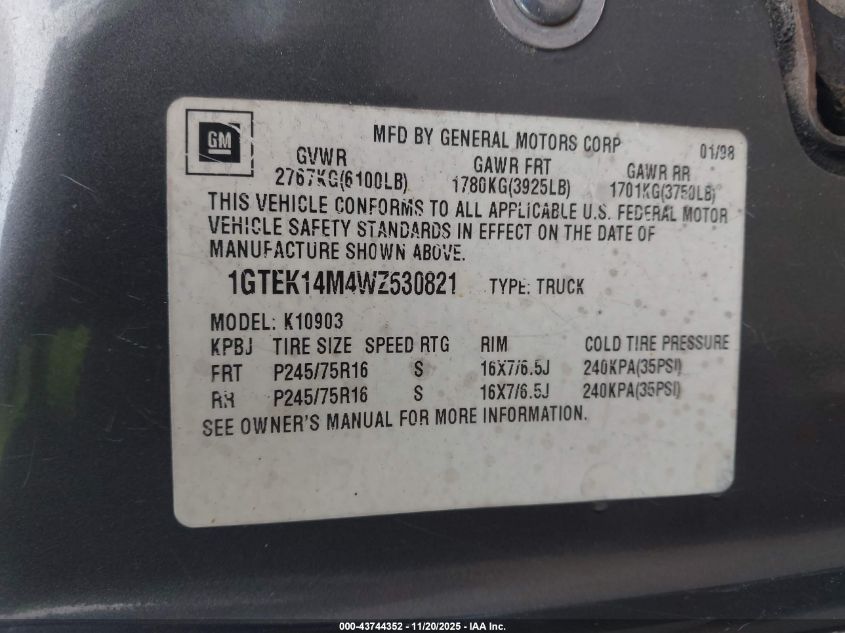 GM
MFD BY GENERAL MOTORS CORP 01/98
GVWR GAWR FRT GAWR RR
2767KG(6100LB) 1780KG(3925LB) 1701KG(3750LB)
THIS VEHICLE CONFORMS TO ALL APPLICABLE U.S. FEDERAL MOTOR
VEHICLE SAFETY STANDARDS IN EFFECT ON THE DATE OF
MANUFACTURE SHOWN ABOVE.
1GTEK14M4WZ530821 TYPE: TRUCK
MODEL: K10903
KPBJ TIRE SIZE SPEED RTG RIM COLD TIRE PRESSURE
FRT P245/75R16 S 16X7/6.5J 240KPA(35PSI)
RR P245/75R16 S 16X7/6.5J 240KPA(35PSI)
SEE OWNER'S MANUAL FOR MORE INFORMATION.
000-43744352 - 11/20/2025 - IAA Inc.